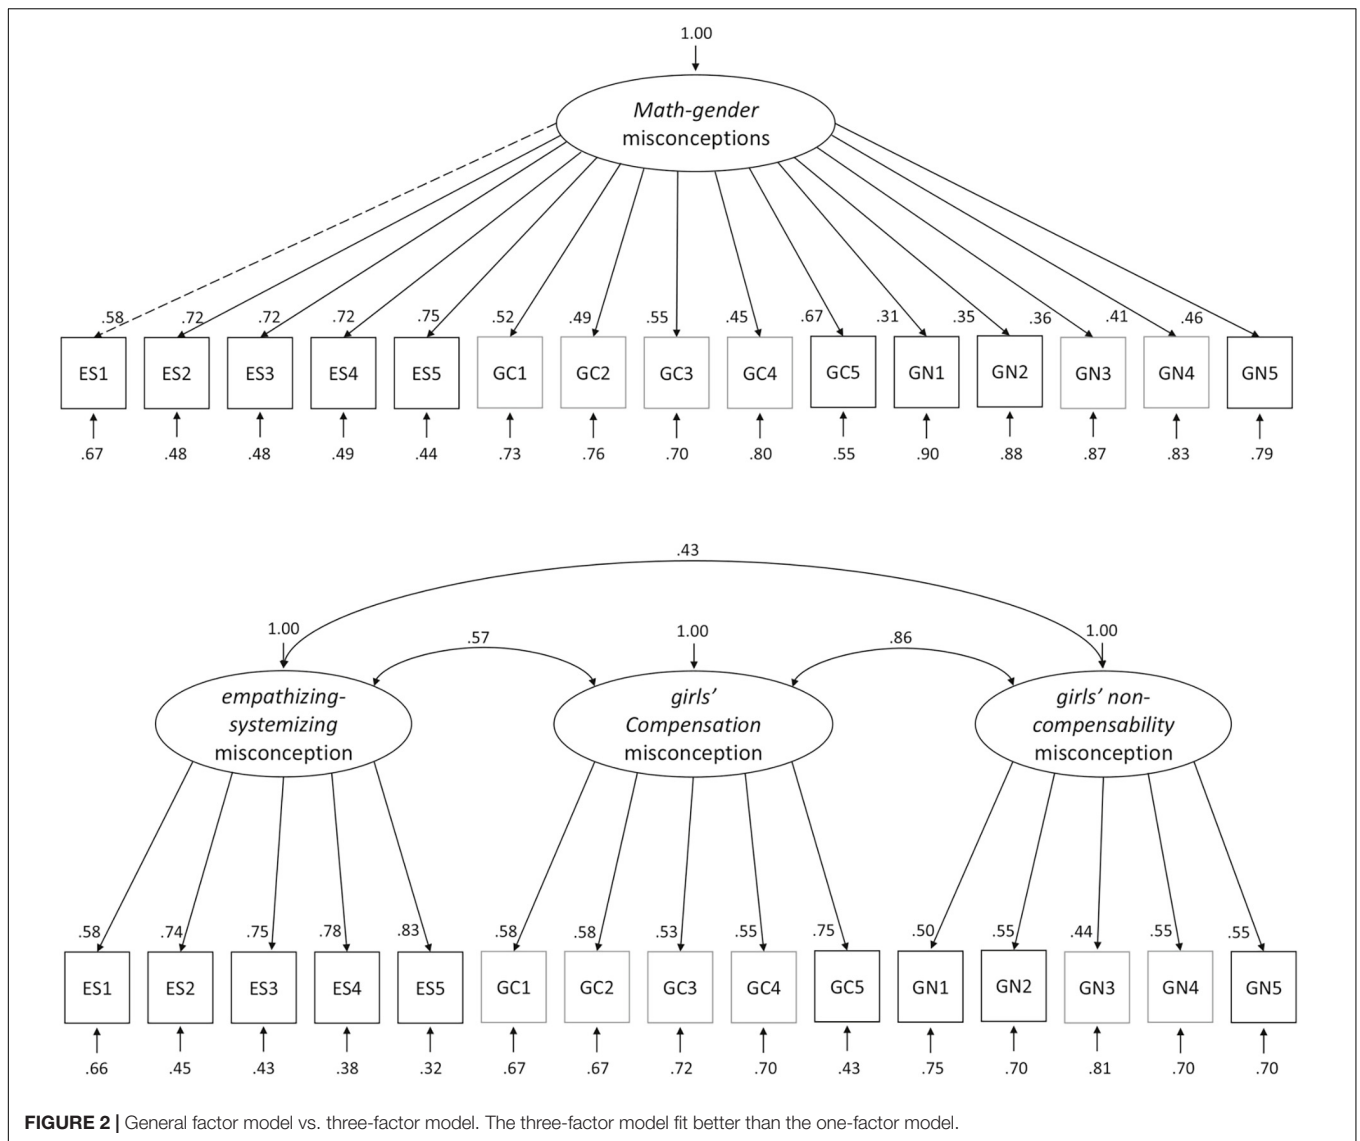 1.00
Math-gender
misconceptions
.58 .72 .72 .72 .75 .52 .49 .55 .45 .67 .31 .35 .36 .41 .46
ES1 ES2 ES3 ES4 ES5 GC1 GC2 GC3 GC4 GC5 GN1 GN2 GN3 GN4 GN5
.67 .48 .48 .49 .44 .73 .76 .70 .80 .55 .90 .88 .87 .83 .79
.43
1.00 .57 1.00 .86 1.00
empathizing-
systemizing
misconception
girls’
Compensation
misconception
girls’ non-
compensability
misconception
.58 .74 .75 .78 .83 .58 .58 .53 .55 .75 .50 .55 .44 .55 .55
ES1 ES2 ES3 ES4 ES5 GC1 GC2 GC3 GC4 GC5 GN1 GN2 GN3 GN4 GN5
.66 .45 .43 .38 .32 .67 .67 .72 .70 .43 .75 .70 .81 .70 .70
FIGURE 2 | General factor model vs. three-factor model. The three-factor model fit better than the one-factor model.